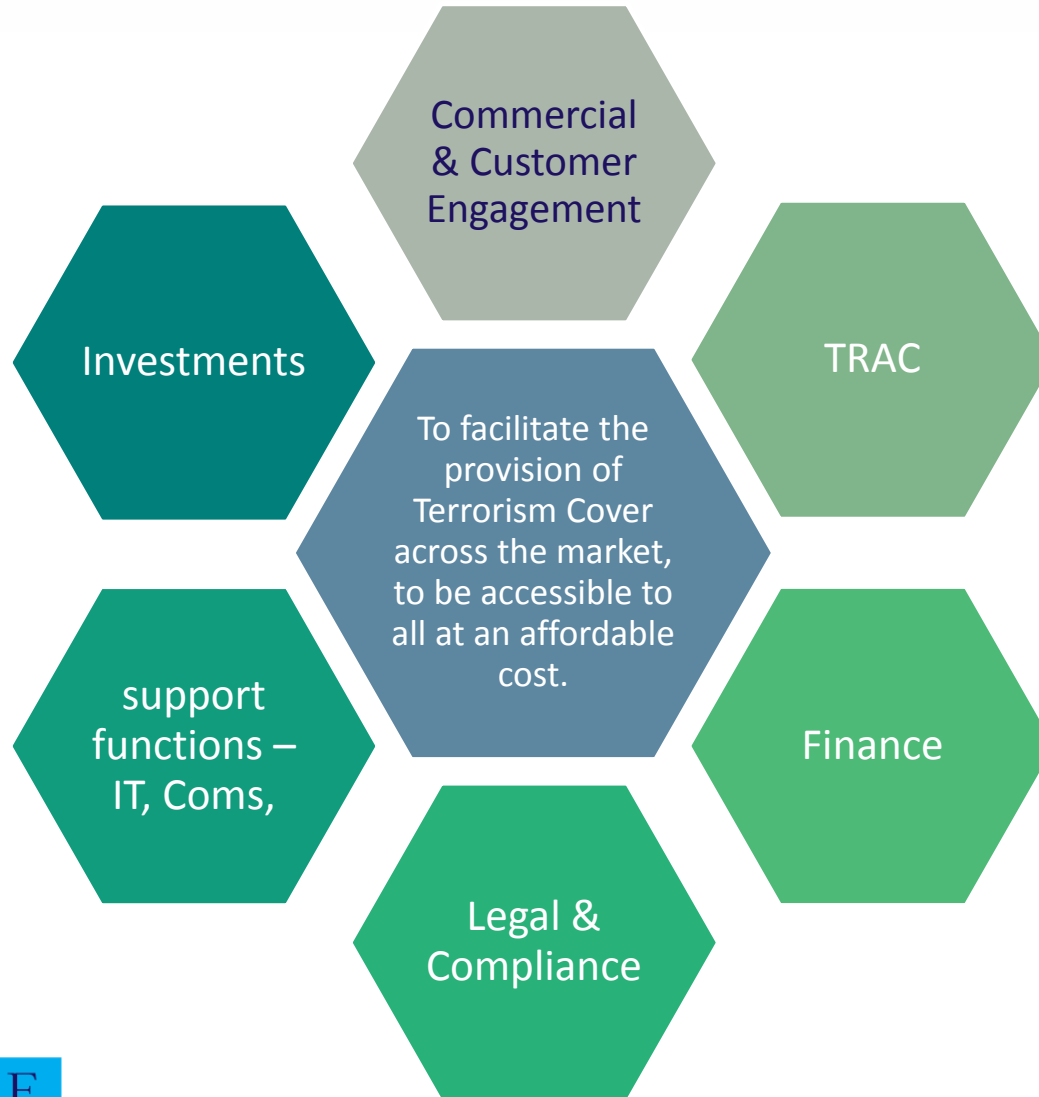 Commercial
& Customer
Engagement
Investments
TRAC
To facilitate the
provision of
Terrorism Cover
across the market,
to be accessible to
all at an affordable
cost.
support
functions –
IT, Coms,
Finance
Legal &
Compliance
E